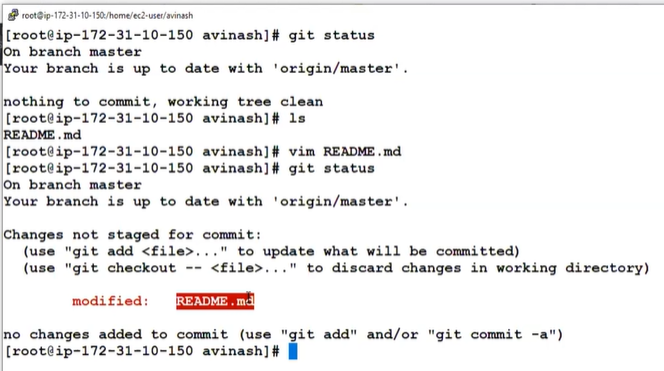 root@ip-172-31-10-150:/home/ec2-user/avinash
[root@ip-172-31-10-150 avinash]# git status
On branch master
Your branch is up to date with 'origin/master'.
nothing to commit, working tree clean
[root@ip-172-31-10-150 avinash]# ls
README.md
[root@ip-172-31-10-150 avinash]# vim README.md
[root@ip-172-31-10-150 avinash]# git status
On branch master
Your branch is up to date with 'origin/master'.
Changes not staged for commit:
(use "git add <file>..." to update what will be committed)
(use "git checkout -- <file>..." to discard changes in working directory)
modified: README.md
no changes added to commit (use "git add" and/or "git commit -a")
[root@ip-172-31-10-150 avinash]#